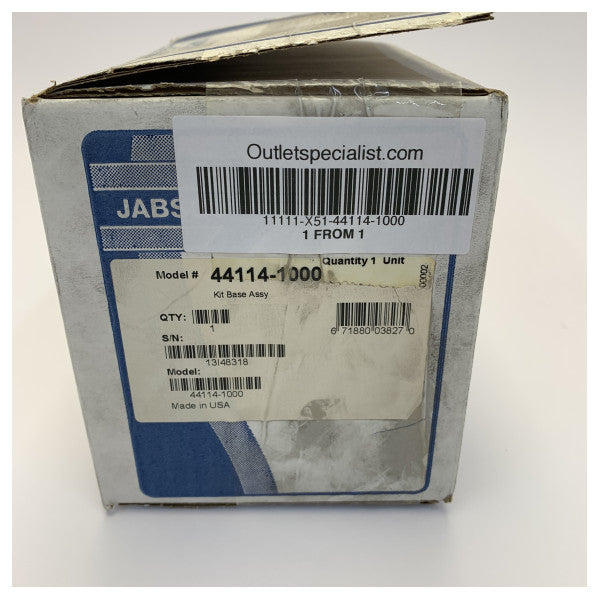 Outletspecialist.com
11111-X51-44114-1000
1 FROM 1
JABS
Quantity 1 Unit
Model # 44114-1000
Kit Base Assy
QTY:
1
6 71880 03827 0
S/N:
13I48318
Model:
44114-1000
Made in USA